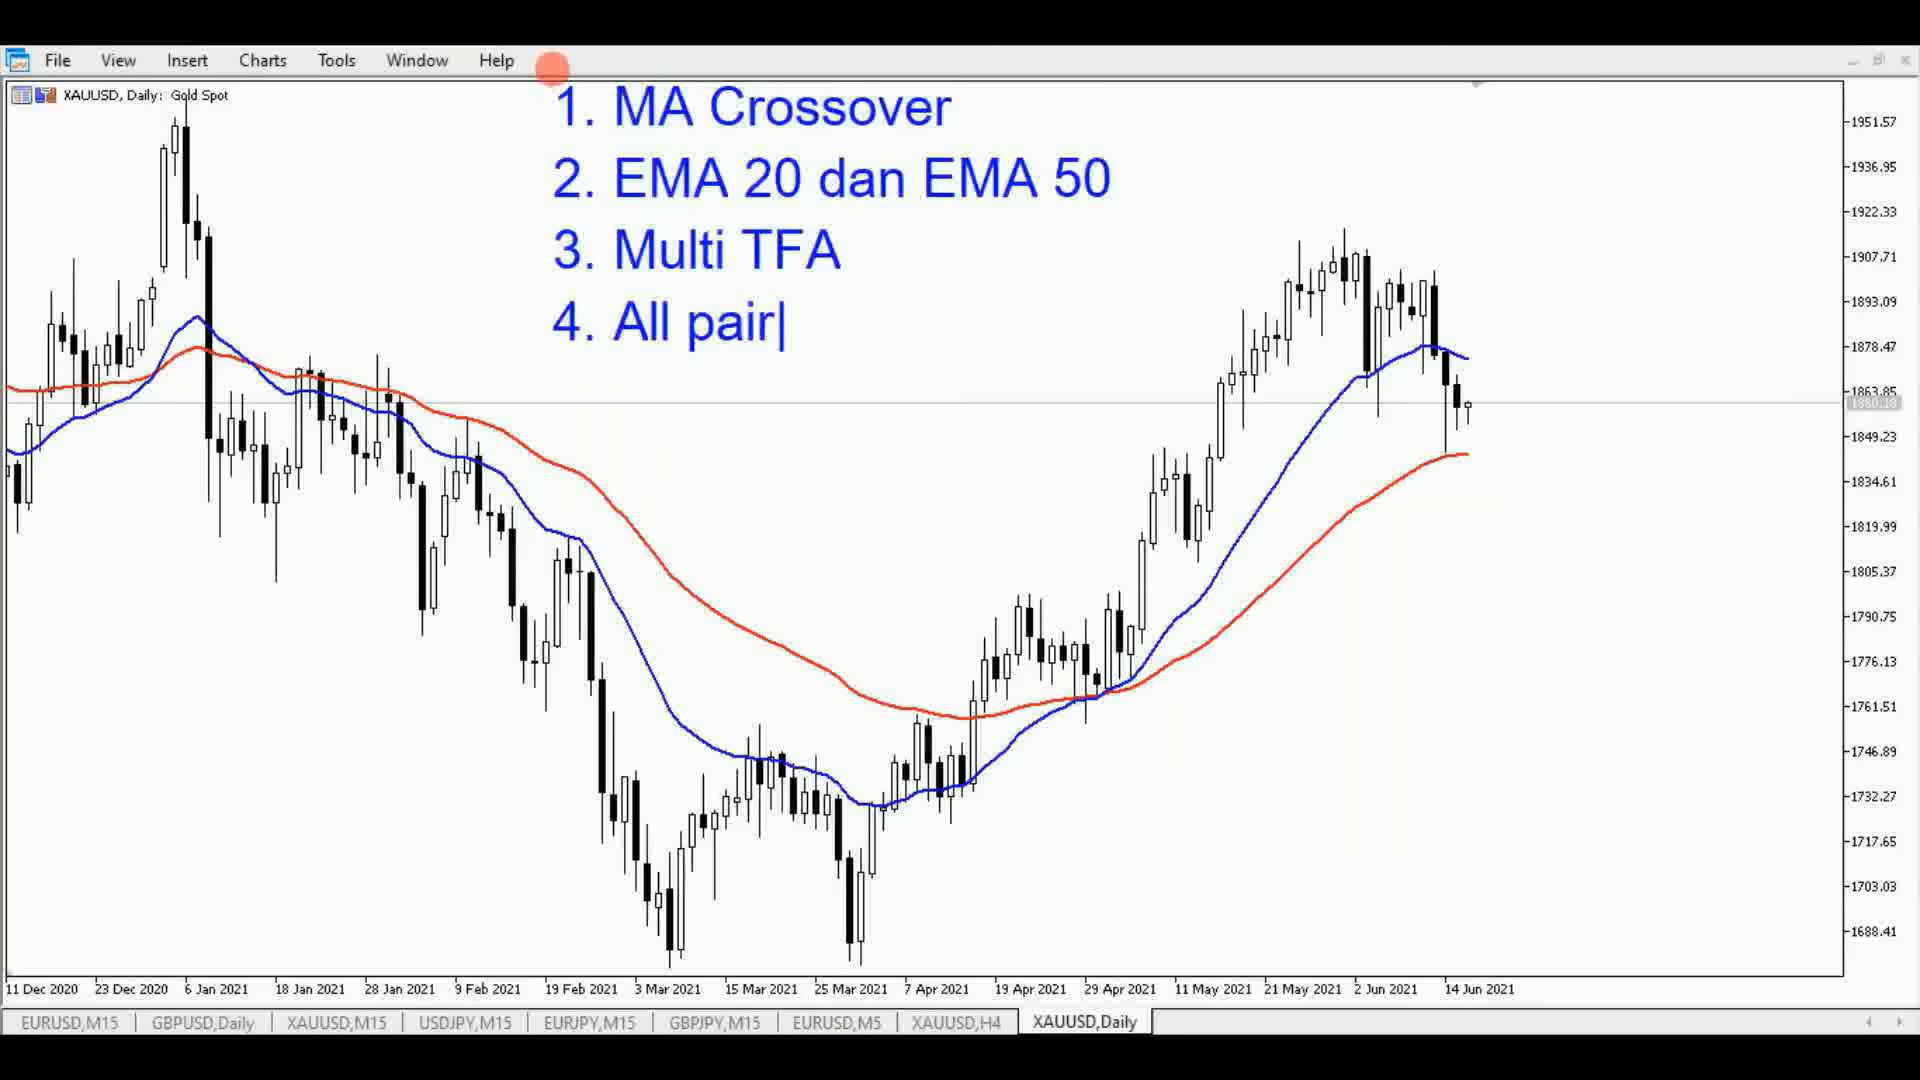 File View Insert Charts Tools Window Help
XAUUSD, Daily: Gold Spot
1. MA Crossover
2. EMA 20 dan EMA 50
3. Multi TFA
4. All pair
1951.57
1936.95
1922.33
1907.71
1893.09
1878.47
1863.85
1849.23
1834.61
1819.99
1805.37
1790.75
1776.13
1761.51
1746.89
1732.27
1717.65
1703.03
1688.41
11 Dec 2020 23 Dec 2020 6 Jan 2021 18 Jan 2021 28 Jan 2021 9 Feb 2021 19 Feb 2021 3 Mar 2021 15 Mar 2021 25 Mar 2021 7 Apr 2021 19 Apr 2021 29 Apr 2021 11 May 2021 21 May 2021 2 Jun 2021 14 Jun 2021
EURUSD,M15 GBPUSD,Daily XAUUSD,M15 USDJPY,M15 EURJPY,M15 GBPJPY,M15 EURUSD,M5 XAUUSD,H4 XAUUSD,Daily